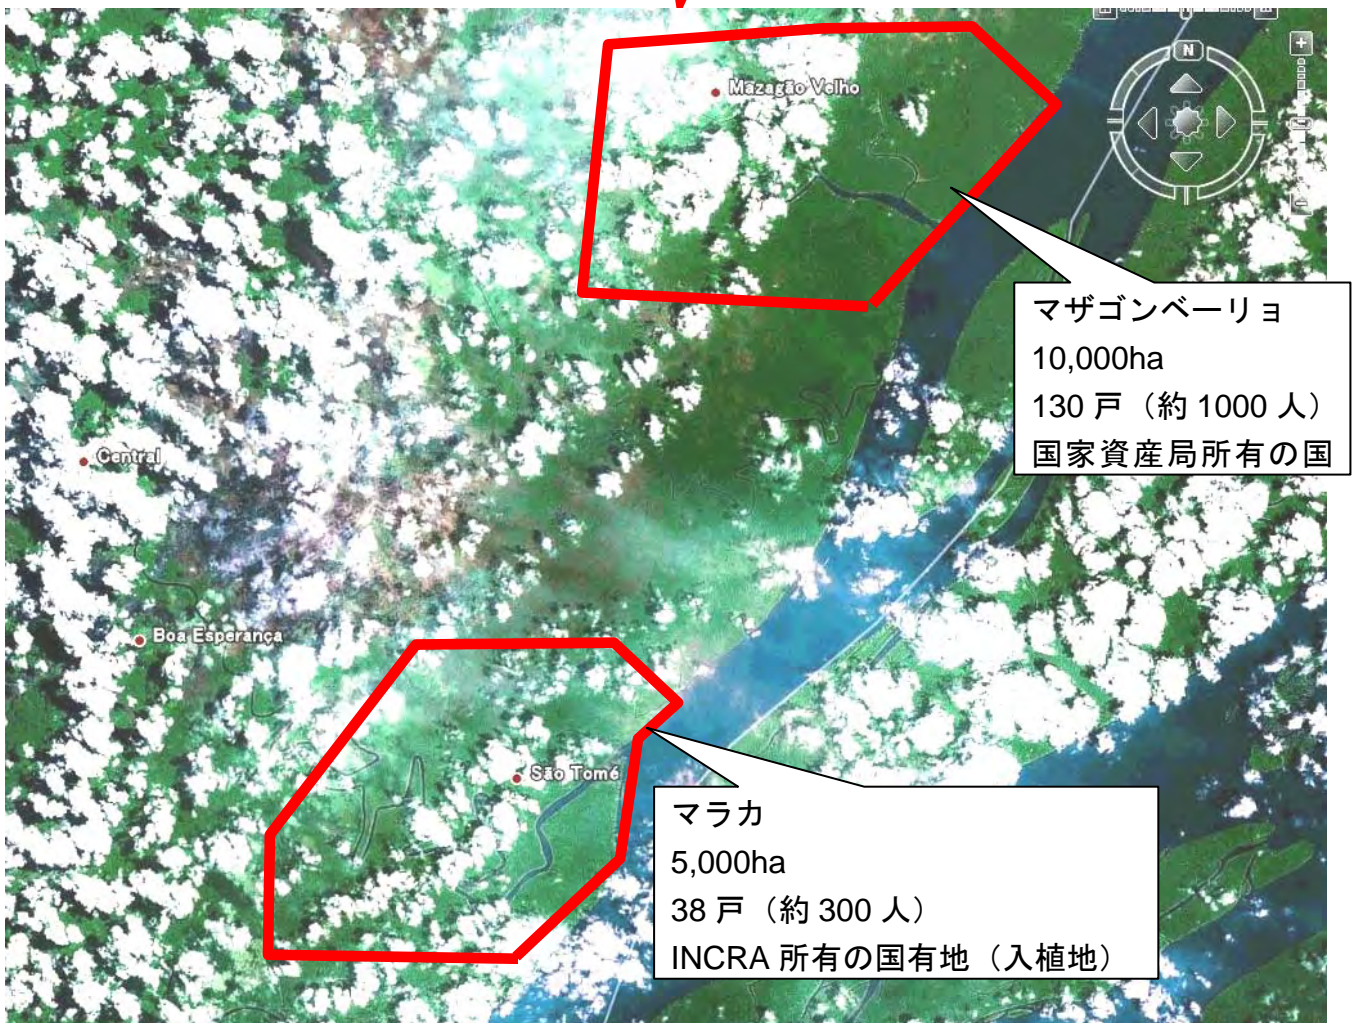 N
Mazagão Velho
マザゴンベーリョ
10,000ha
130 戸（約 1000 人）
国家資産局所有の国
Central
Boa Esperança
São Tomé
マラカ
5,000ha
38 戸（約 300 人）
INCRA 所有の国有地（入植地）